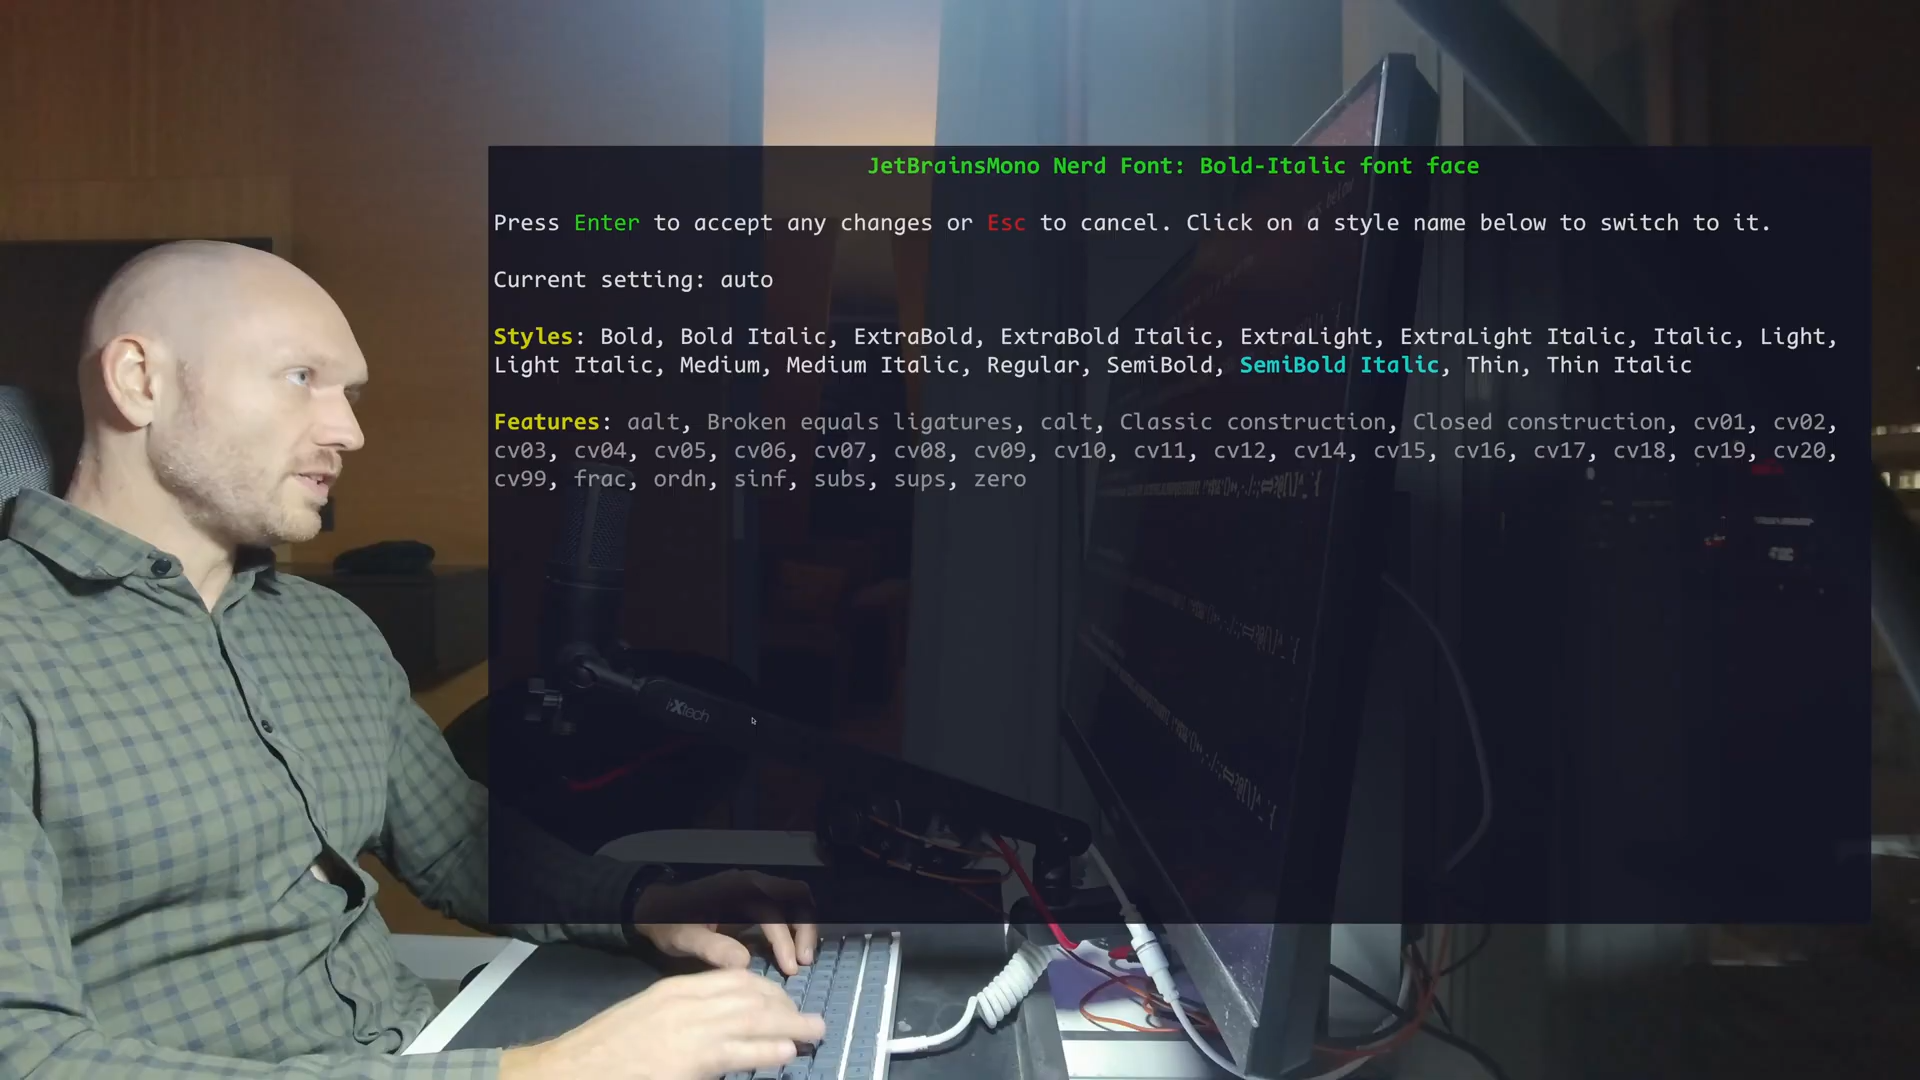 JetBrainsMono Nerd Font: Bold-Italic font face
Press Enter to accept any changes or Esc to cancel. Click on a style name below to switch to it.
Current setting: auto
Styles: Bold, Bold Italic, ExtraBold, ExtraBold Italic, ExtraLight, ExtraLight Italic, Italic, Light,
Light Italic, Medium, Medium Italic, Regular, SemiBold, SemiBold Italic, Thin, Thin Italic
Features: aalt, Broken equals ligatures, calt, Classic construction, Closed construction, cv01, cv02,
cv03, cv04, cv05, cv06, cv07, cv08, cv09, cv10, cv11, cv12, cv14, cv15, cv16, cv17, cv18, cv19, cv20,
cv99, frac, ordn, sinf, subs, sups, zero